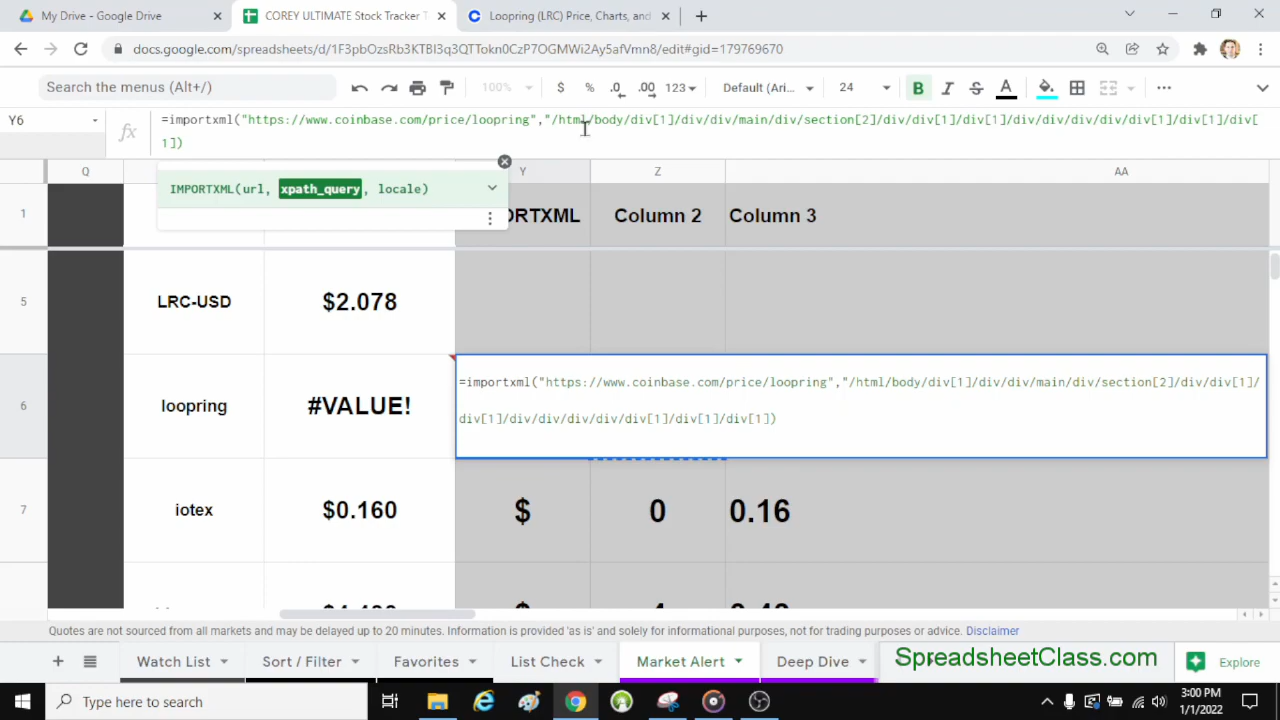 My Drive - Google Drive
COREY ULTIMATE Stock Tracker T
Loopring (LRC) Price, Charts, and
docs.google.com/spreadsheets/d/1F3pbOzsRb3KTBI3q3QTTokn0CzP7OGMWi2Ay5afVmn8/edit#gid=179769670
Search the menus (Alt+/)
100%
$
%
.0
.00
123
Default (Ari...
24
B
I
S
A
Y6
fx
=importxml("https://www.coinbase.com/price/loopring","/html/body/div[1]/div/div/main/div/section[2]/div/div[1]/div[1]/div/div/div/div/div[1]/div[1]/div[
1])
IMPORTXML(url, xpath_query, locale)
Q
Y
Z
AA
1
ORTXML
Column 2
Column 3
5
LRC-USD
$2.078
6
loopring
#VALUE!
=importxml("https://www.coinbase.com/price/loopring","/html/body/div[1]/div/div/main/div/section[2]/div/div[1]/
div[1]/div/div/div/div/div[1]/div[1]/div[1])
7
iotex
$0.160
$
0
0.16
Quotes are not sourced from all markets and may be delayed up to 20 minutes. Information is provided 'as is' and solely for informational purposes, not for trading purposes or advice. Disclaimer
Watch List
Sort / Filter
Favorites
List Check
Market Alert
Deep Dive
SpreadsheetClass.com
Explore
Type here to search
3:00 PM
1/1/2022